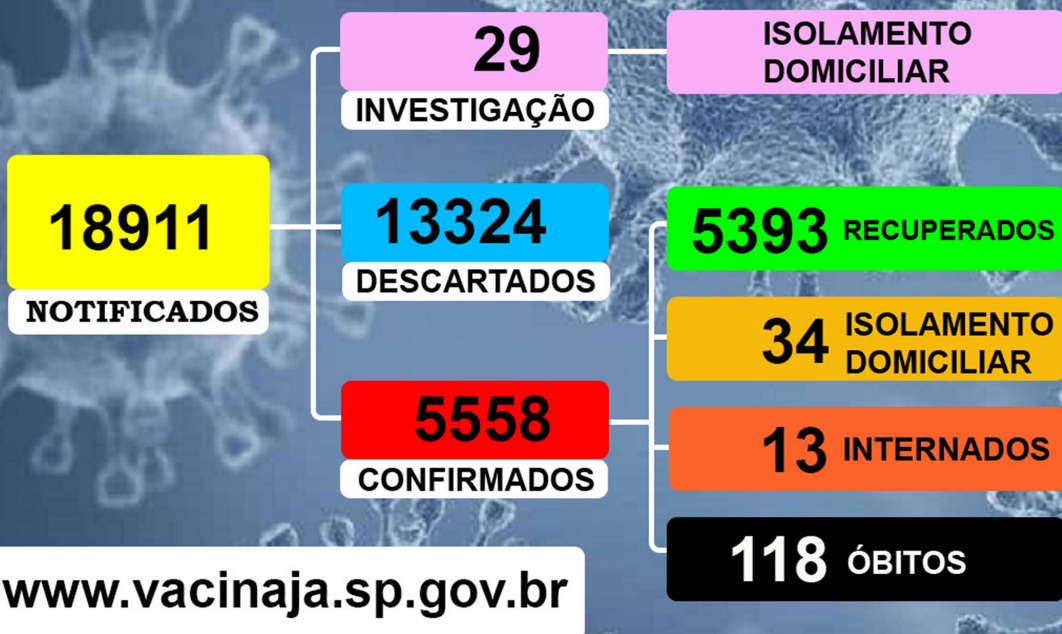 29
INVESTIGAÇÃO
ISOLAMENTO
DOMICILIAR
18911
NOTIFICADOS
13324
DESCARTADOS
5558
CONFIRMADOS
5393 RECUPERADOS
34 ISOLAMENTO
DOMICILIAR
13 INTERNADOS
118 ÓBITOS
www.vacinaja.sp.gov.br